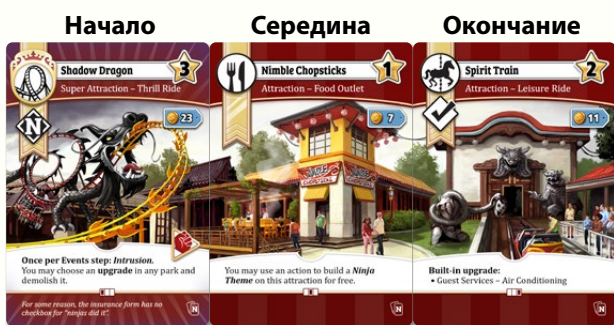 Начало
Середина
Окончание
Shadow Dragon
3
Super Attraction – Thrill Ride
N
23
Once per Events step: Intrusion.
You may choose an upgrade in any park and
demolish it.
For some reason, the insurance form has no
checkbox for "ninjas did it".
N
Nimble Chopsticks
1
Attraction – Food Outlet
7
You may use an action to build a Ninja
Theme on this attraction for free.
N
Spirit Train
2
Attraction – Leisure Ride
11
Built-in upgrade:
• Guest Services – Air Conditioning
N